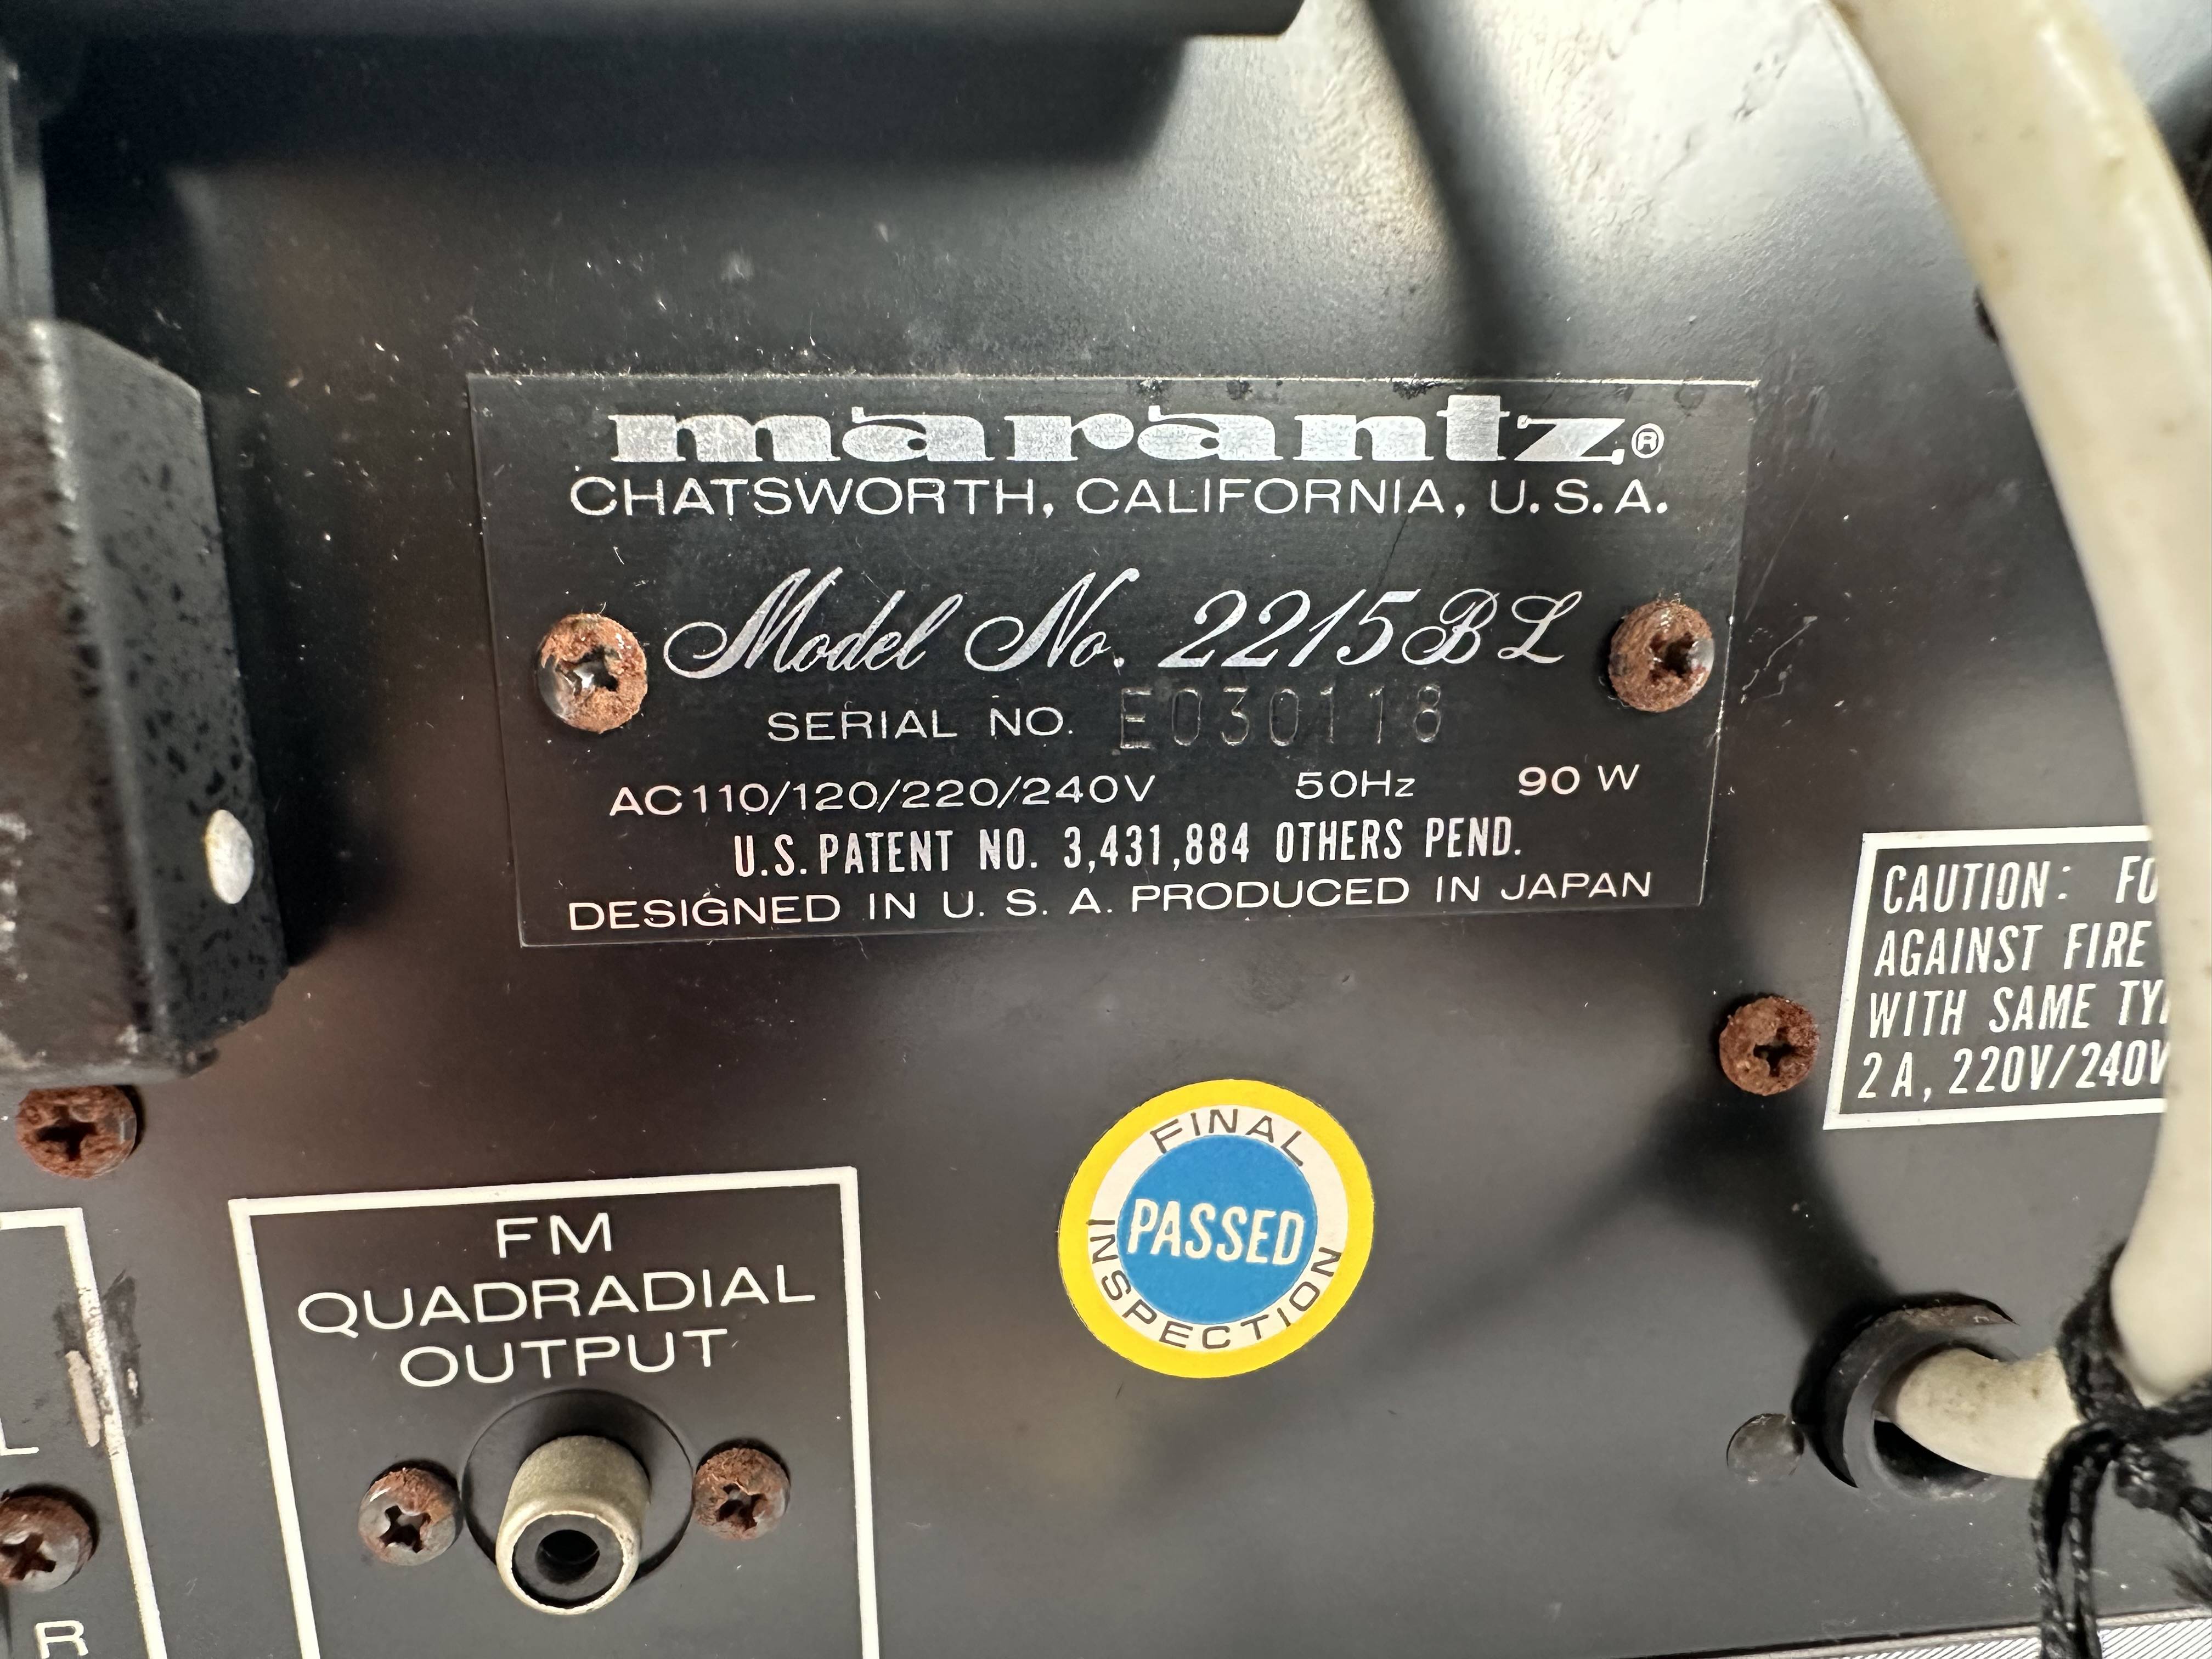 marantz®
CHATSWORTH, CALIFORNIA, U.S.A.
Model No. 2215BL
SERIAL NO. E030118
AC110/120/220/240V 50Hz 90 W
U.S. PATENT NO. 3,431,884 OTHERS PEND.
DESIGNED IN U. S. A. PRODUCED IN JAPAN
CAUTION:
AGAINST FIRE
WITH SAME
2A, 220V/240V
FINAL
PASSED
INSPECTION
FM
QUADRADIAL
OUTPUT
L
R